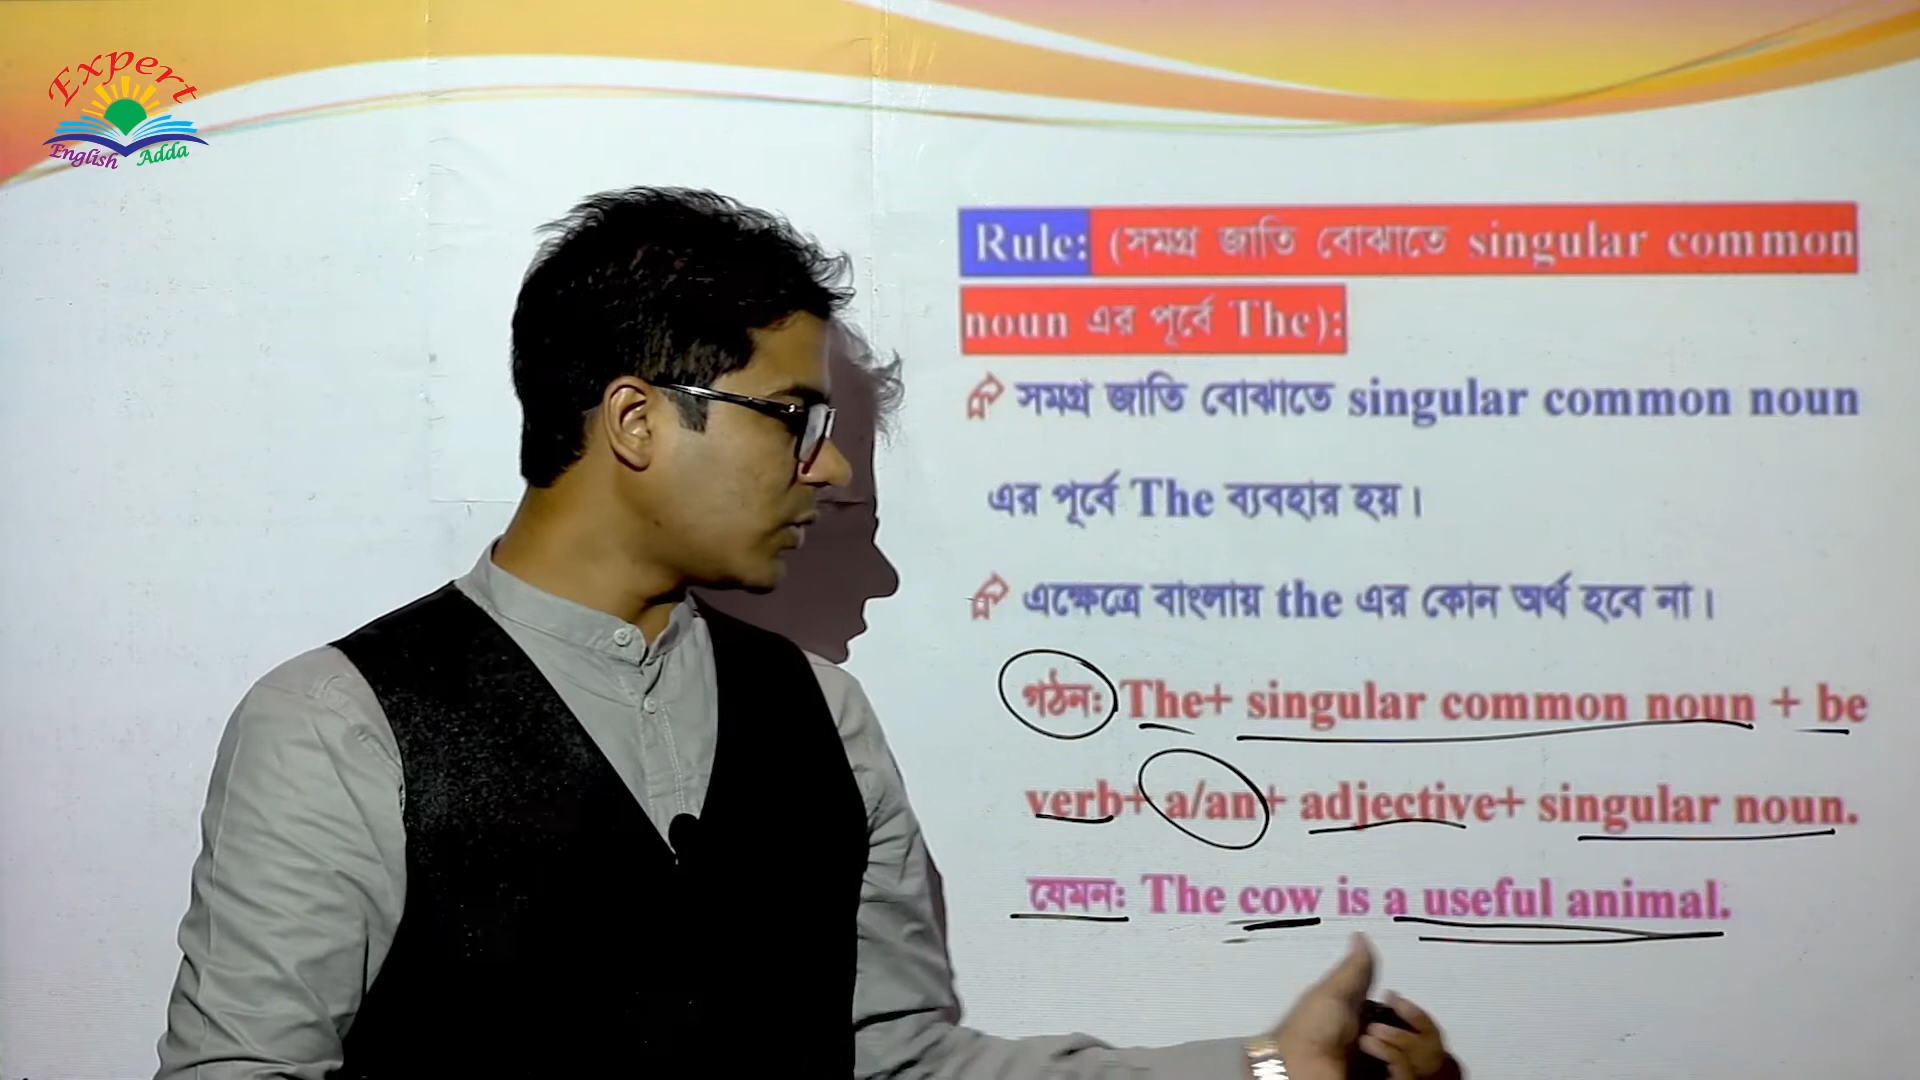 Expert
English Adda
Rule: (সমগ্র জাতি বোঝাতে singular common
noun এর পূর্বে The):
সমগ্র জাতি বোঝাতে singular common noun
এর পূর্বে The ব্যবহার হয়।
এক্ষেত্রে বাংলায় the এর কোন অর্থ হবে না।
গঠনঃ The+ singular common noun + be
verb+ a/an+ adjective+ singular noun.
যেমনঃ The cow is a useful animal.